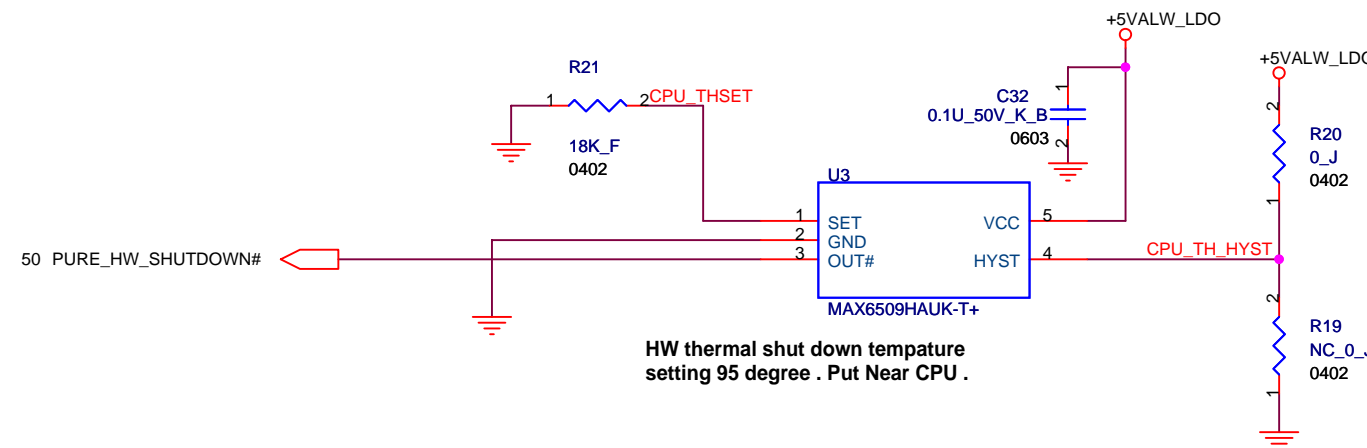 +5VALW_LDO
+5VALW_LDO
R21
1
2
CPU_THSET
18K_F
0402
C32
0.1U_50V_K_B
0603
1
2
2
R20
0_J
0402
1
U3
1
SET
VCC
5
2
GND
50 PURE_HW_SHUTDOWN#
3
OUT#
HYST
4
CPU_TH_HYST
MAX6509HAUK-T+
2
R19
NC_0_J
0402
1
HW thermal shut down tempature
setting 95 degree . Put Near CPU .